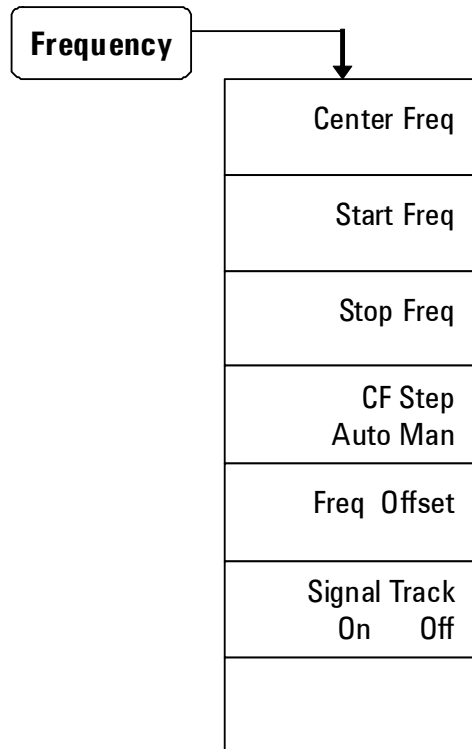 Frequency
Center Freq
Start Freq
Stop Freq
CF Step
Auto Man
Freq Offset
Signal Track
On Off